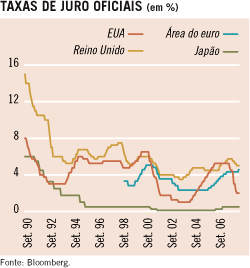 TAXAS DE JURO OFICIAIS (em %)
EUA
Área do euro
Reino Unido
Japão
16
12
8
4
0
Set. 90
Set. 92
Set. 94
Set. 96
Set. 98
Set. 00
Set. 02
Set. 04
Set. 06
Fonte: Bloomberg.